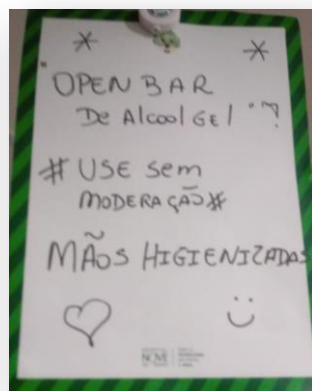 OPEN BAR
De Alcool GEl
# USE Sem
MODERAÇÃO #
MÃOS HIGIENIZADAS